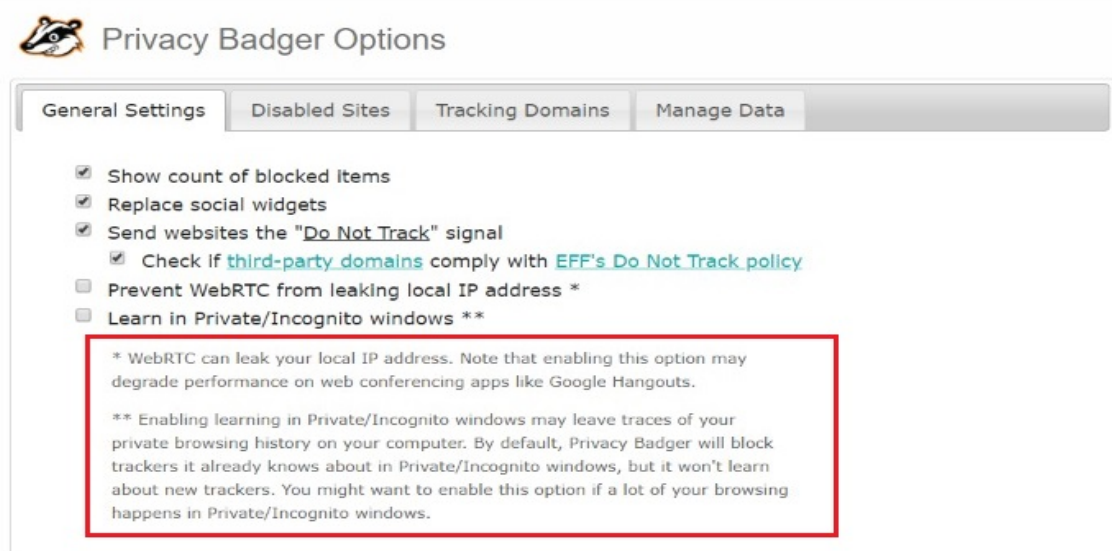 Privacy Badger Options
General Settings
Disabled Sites
Tracking Domains
Manage Data
Show count of blocked items
Replace social widgets
Send websites the "Do Not Track" signal
Check if third-party domains comply with EFF's Do Not Track policy
Prevent WebRTC from leaking local IP address *
Learn in Private/Incognito windows **
* WebRTC can leak your local IP address. Note that enabling this option may
degrade performance on web conferencing apps like Google Hangouts.
** Enabling learning in Private/Incognito windows may leave traces of your
private browsing history on your computer. By default, Privacy Badger will block
trackers it already knows about in Private/Incognito windows, but it won't learn
about new trackers. You might want to enable this option if a lot of your browsing
happens in Private/Incognito windows.